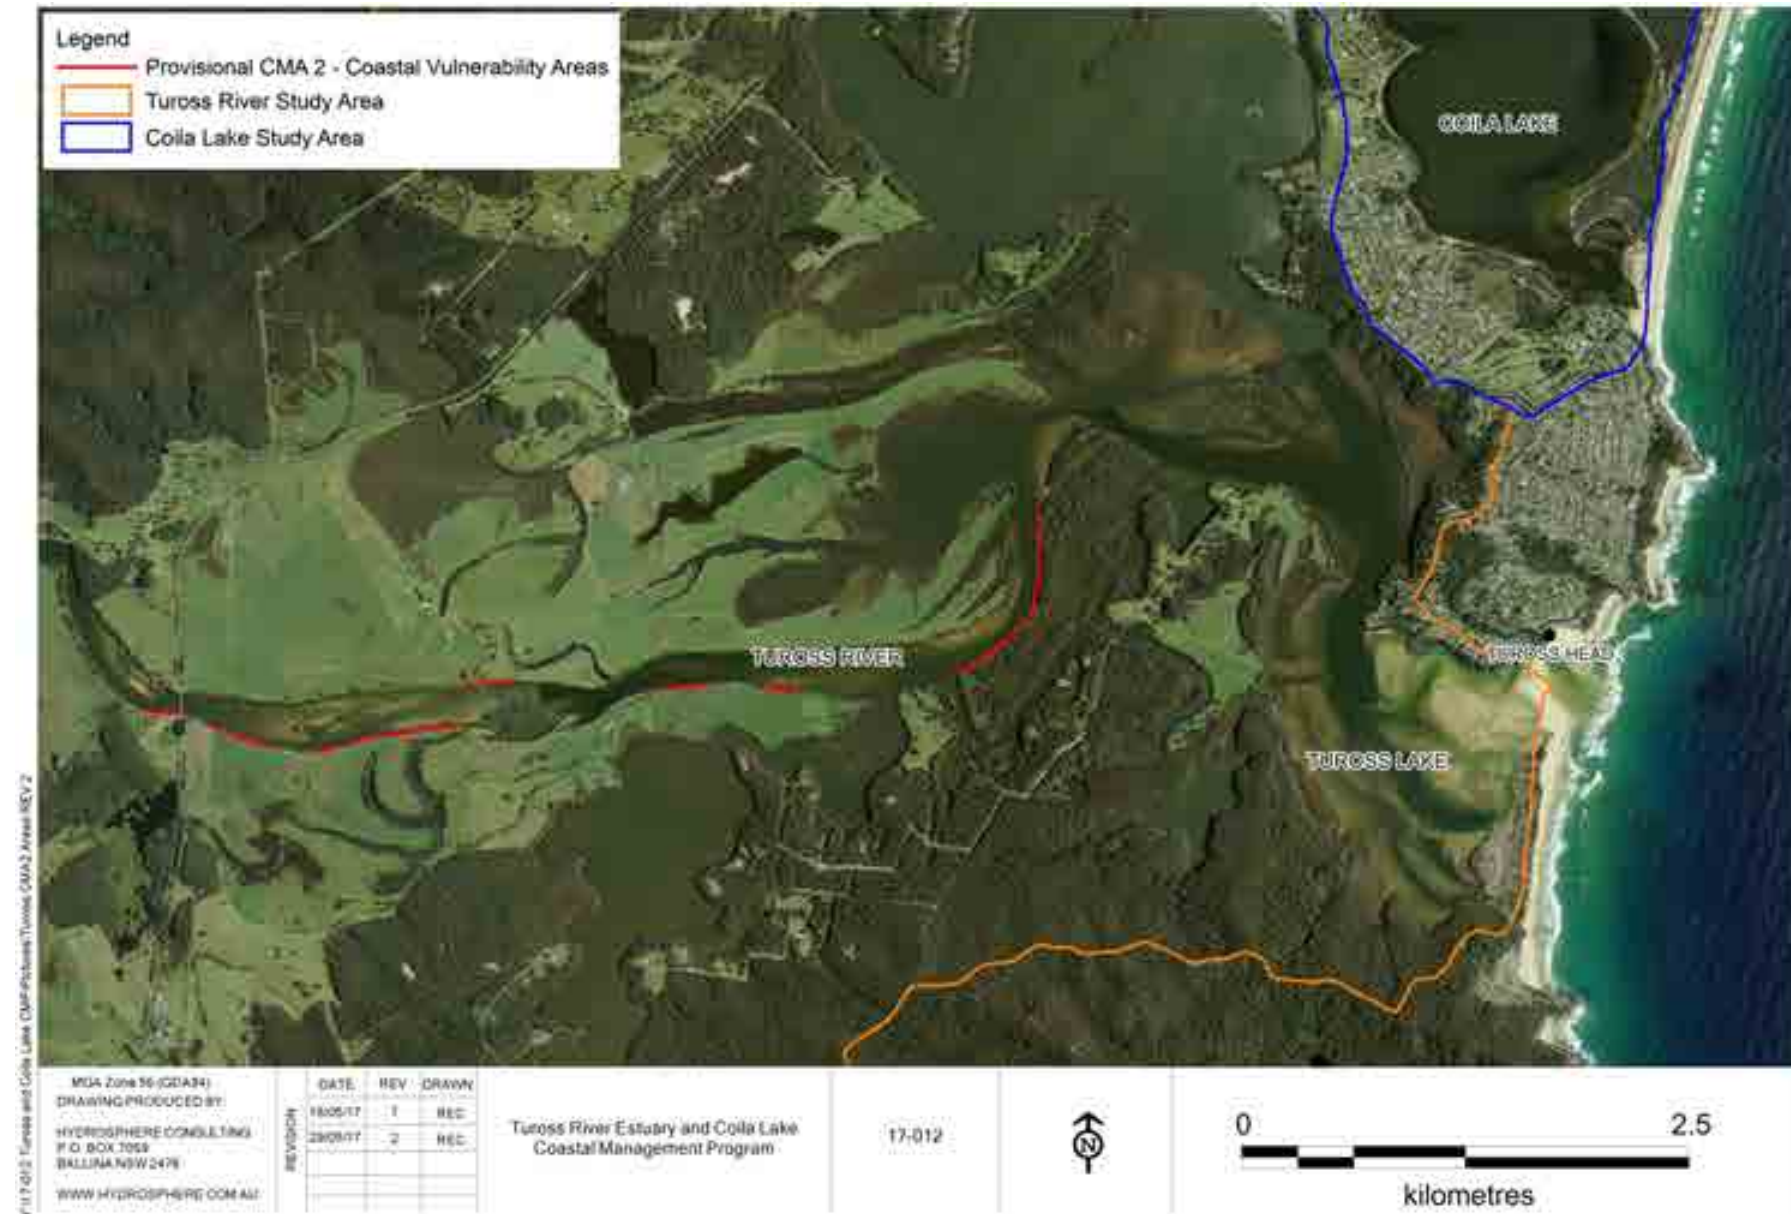 Legend
Provisional CMA 2 - Coastal Vulnerability Areas
Tuross River Study Area
Coila Lake Study Area
COILA LAKE
TUROSS RIVER
TUROSS HEAD
TUROSS LAKE
MGA Zone 56 (GDA94)
DRAWING PRODUCED BY:
HYDROSPHERE CONSULTING
P.O. BOX 7059
BALLINA NSW 2478
WWW.HYDROSPHERE.COM.AU
REVISION
DATE REV DRAWN
1 REC
2 REC
Tuross River Estuary and Coila Lake
Coastal Management Program
17-012
N
0 2.5
kilometres